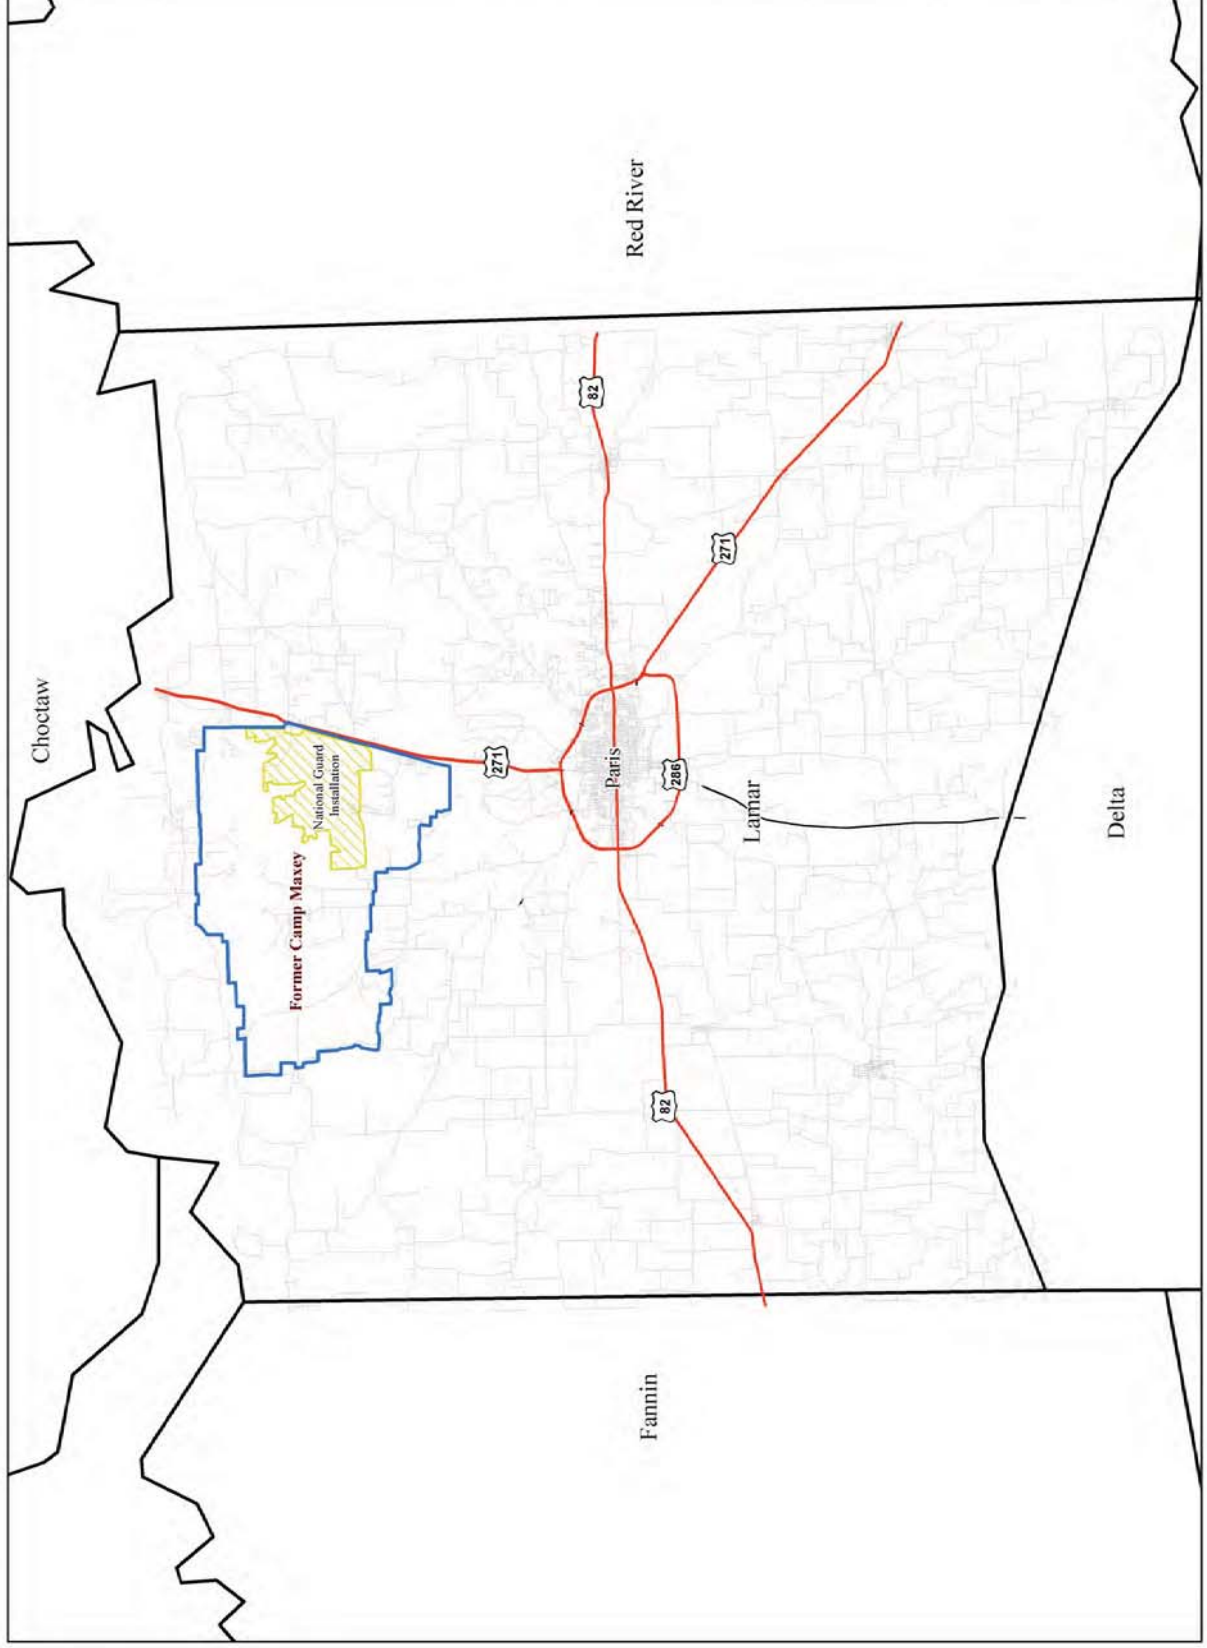 Choctaw
National Guard
Installation
Former Camp Maxey
271
82
Red River
Paris
286
271
Lamar
82
Fannin
Delta